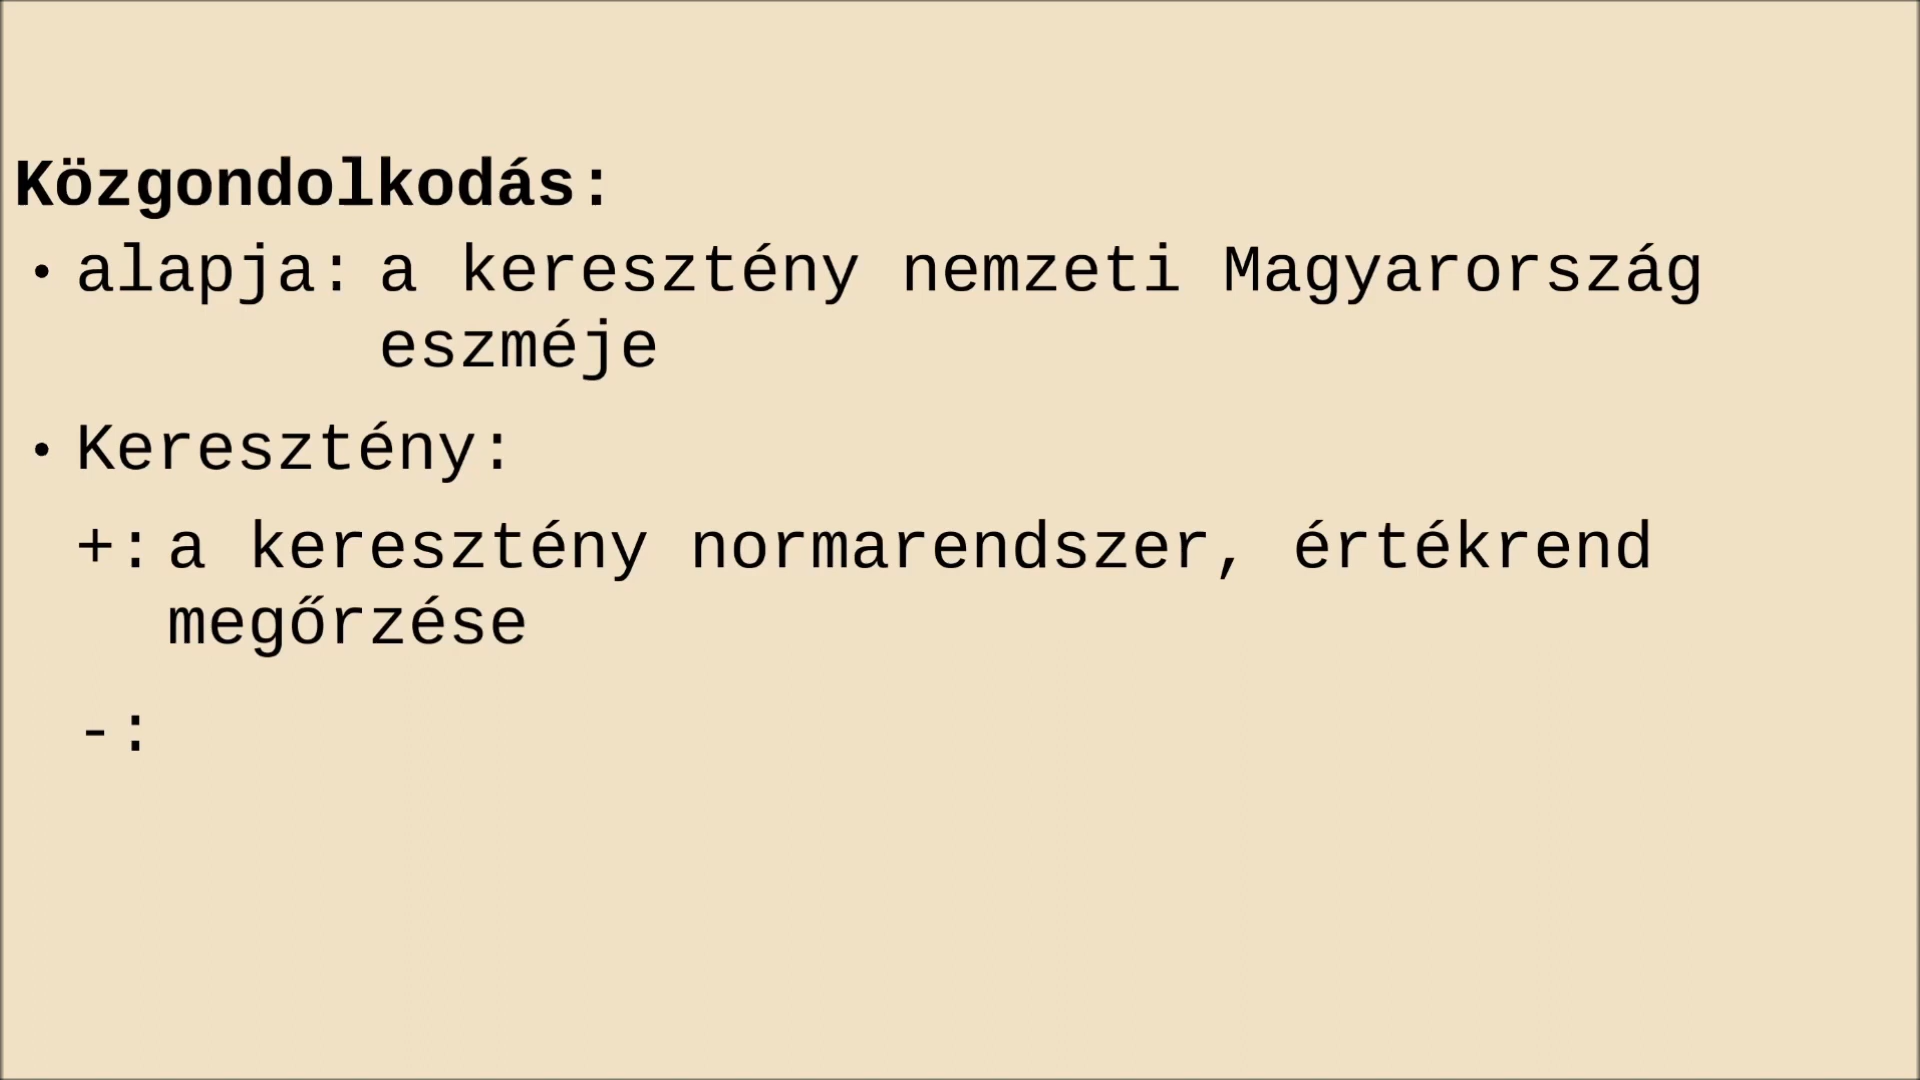 Közgondolkodás:
• alapja: a keresztény nemzeti Magyarország
eszméje
• Keresztény:
+: a keresztény normarendszer, értékrend
megőrzése
-: